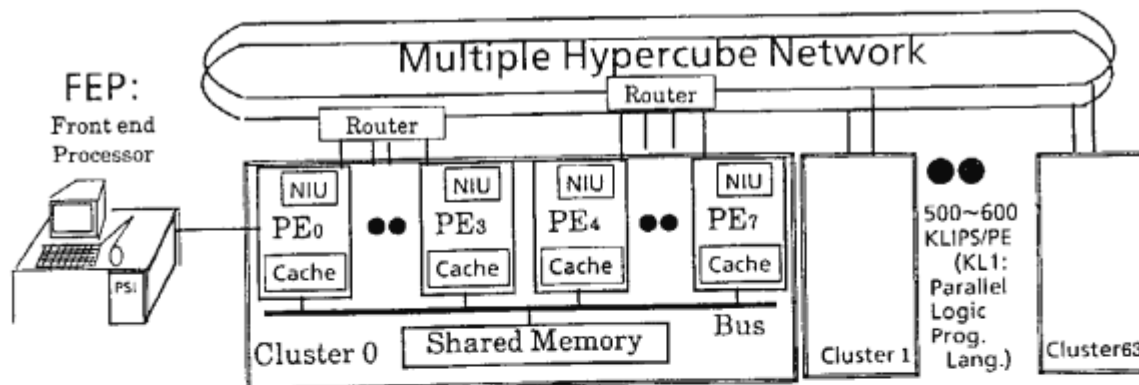 Multiple Hypercube Network
FEP:
Front end
Processor
PSI
Router
Router
NIU
PE0
Cache
NIU
PE3
Cache
NIU
PE4
Cache
NIU
PE7
Cache
Bus
Shared Memory
Cluster 0
Cluster 1
500~600
KLIPS/PE
(KL1:
Parallel
Logic
Prog.
Lang.)
Cluster63